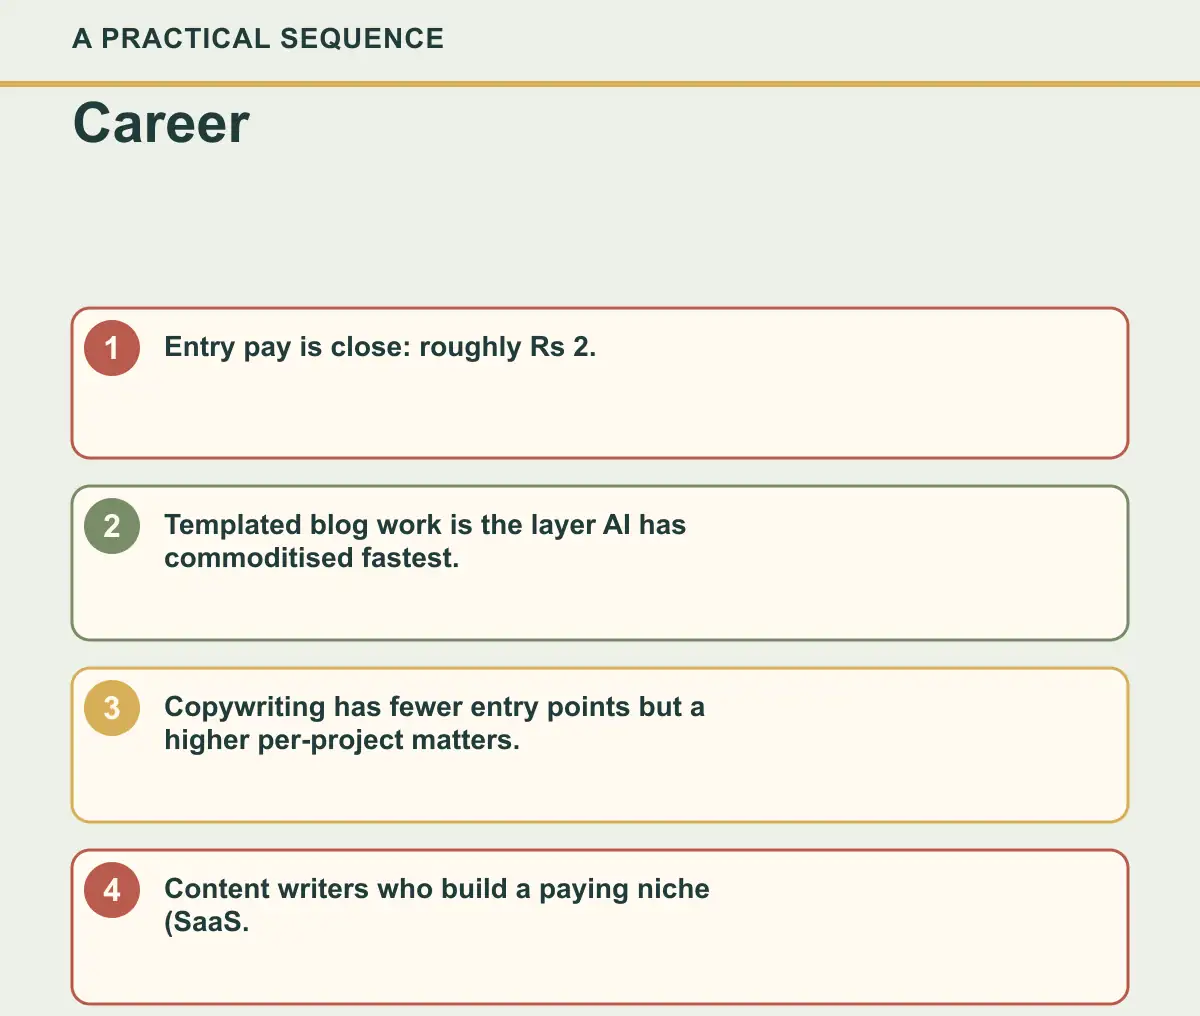 A PRACTICAL SEQUENCE
Career
1
Entry pay is close: roughly Rs 2.
2
Templated blog work is the layer AI has
commoditised fastest.
3
Copywriting has fewer entry points but a
higher per-project matters.
4
Content writers who build a paying niche
(SaaS.